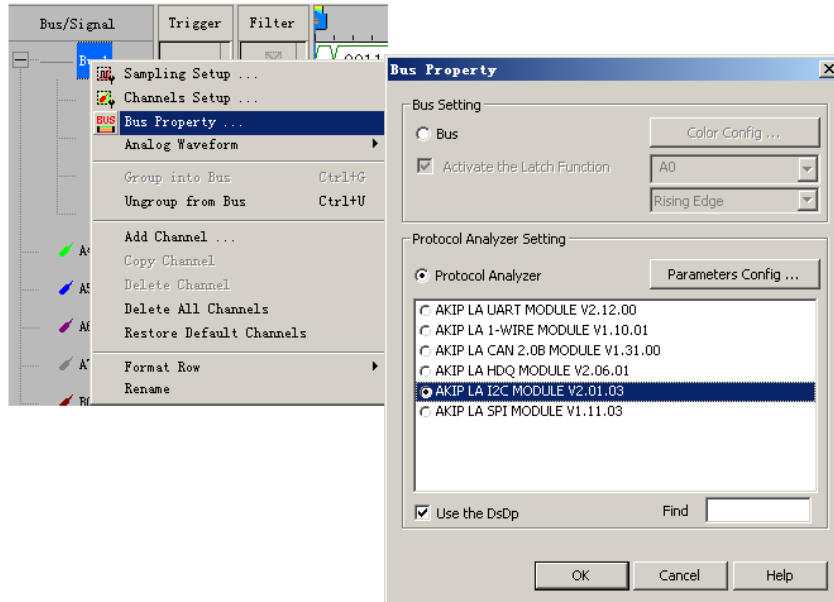 Bus/Signal
Trigger
Filter
Sampling Setup ...
Channels Setup ...
BUS Bus Property ...
Analog Waveform
Group into Bus Ctrl+G
Ungroup from Bus Ctrl+U
Add Channel ...
Copy Channel
Delete Channel
Delete All Channels
Restore Default Channels
Format Row
Rename
A4
A5
A6
A7
Bus Property
Bus Setting
Bus
Color Config ...
Activate the Latch Function
A0
Rising Edge
Protocol Analyzer Setting
Protocol Analyzer
Parameters Config ...
AKIP LA UART MODULE V2.12.00
AKIP LA 1-WIRE MODULE V1.10.01
AKIP LA CAN 2.0B MODULE V1.31.00
AKIP LA HDQ MODULE V2.06.01
AKIP LA I2C MODULE V2.01.03
AKIP LA SPI MODULE V1.11.03
Use the DsDp
Find
OK
Cancel
Help